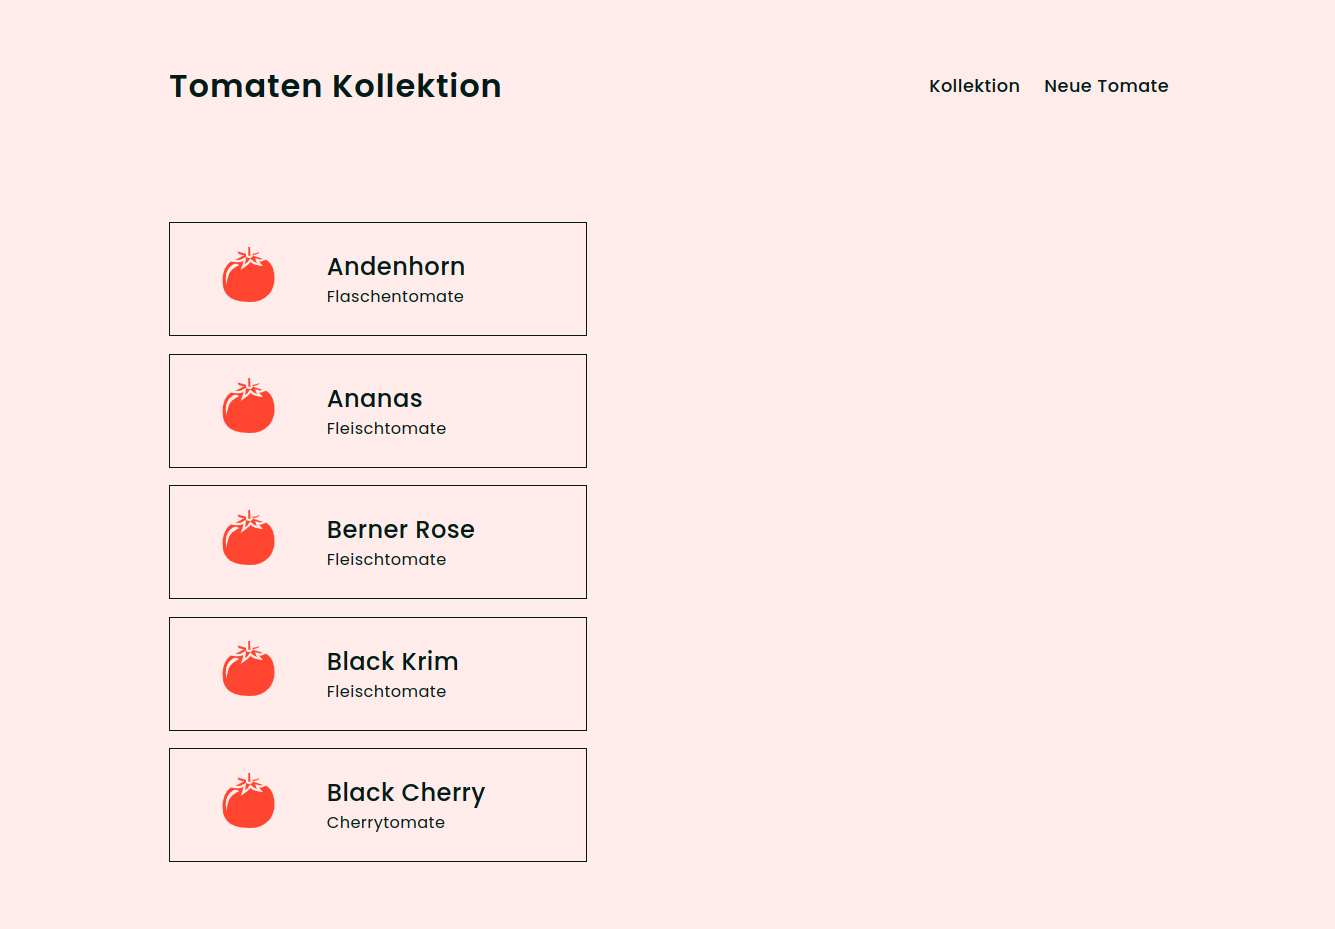 Tomaten Kollektion
Kollektion Neue Tomate
Andenhorn
Flaschentomate
Ananas
Fleischtomate
Berner Rose
Fleischtomate
Black Krim
Fleischtomate
Black Cherry
Cherrytomate